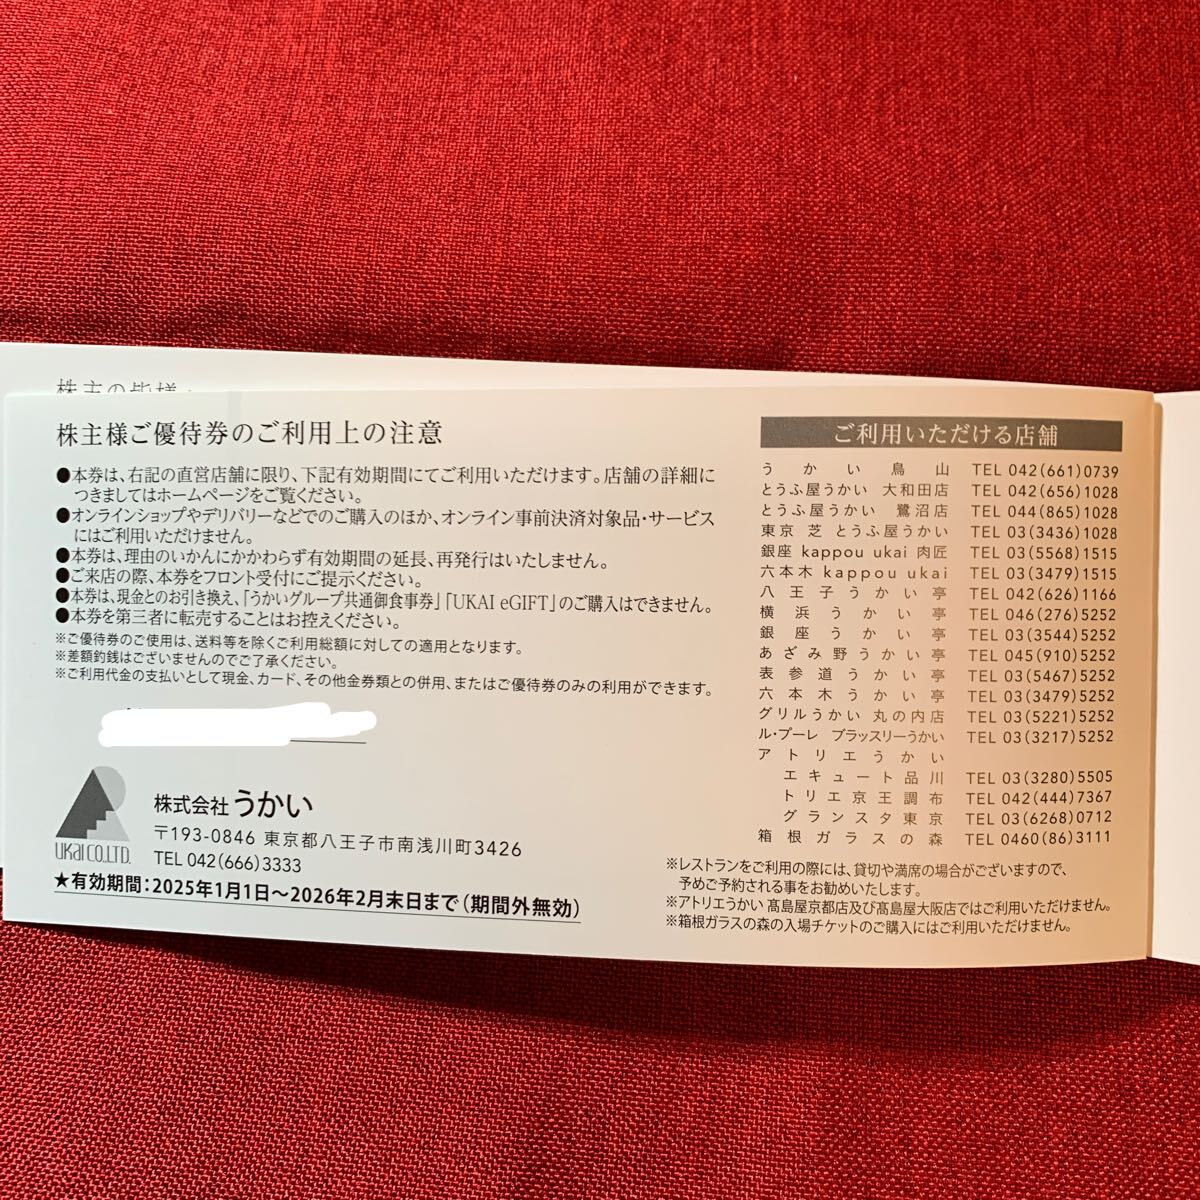 株主の皆様
株主様ご優待券のご利用上の注意
●本券は、右記の直営店舗に限り、下記有効期間にてご利用いただけます。店舗の詳細に
つきましてはホームページをご覧ください。
●オンラインショップやデリバリーなどでのご購入のほか、オンライン事前決済対象品・サービス
にはご利用いただけません。
●本券は、理由のいかんにかかわらず有効期間の延長、再発行はいたしません。
●ご来店の際、本券をフロント受付にご提示ください。
●本券は、現金とのお引き換え、「うかいグループ共通御食事券」「UKAI eGIFT」のご購入はできません。
●本券を第三者に転売することはお控えください。
※ご優待券のご使用は、送料等を除くご利用総額に対しての適用となります。
※差額釣銭はございませんのでご了承ください。
※ご利用代金の支払いとして現金、カード、その他金券類との併用、またはご優待券のみの利用ができます。
UKAI CO.,LTD.
株式会社 うかい
〒193-0846 東京都八王子市南浅川町3426
TEL 042(666)3333
★有効期間：2025年1月1日～2026年2月末日まで（期間外無効）
ご利用いただける店舗
うかい鳥山 TEL 042(661)0739
とうふ屋うかい 大和田店 TEL 042(656)1028
とうふ屋うかい 鷺沼店 TEL 044(865)1028
東京 芝 とうふ屋うかい TEL 03(3436)1028
銀座 kappou ukai 肉匠 TEL 03(5568)1515
六本木 kappou ukai TEL 03(3479)1515
八王子うかい亭 TEL 042(626)1166
横浜うかい亭 TEL 046(276)5252
銀座うかい亭 TEL 03(3544)5252
あざみ野うかい亭 TEL 045(910)5252
表参道うかい亭 TEL 03(5467)5252
六本木うかい亭 TEL 03(3479)5252
グリルうかい 丸の内店 TEL 03(5221)5252
ル・プーレ ブラッスリーうかい TEL 03(3217)5252
アトリエうかい
エキュート品川 TEL 03(3280)5505
トリエ京王調布 TEL 042(444)7367
グランスタ東京 TEL 03(6268)0712
箱根ガラスの森 TEL 0460(86)3111
※レストランをご利用の際には、貸切や満席の場合がございますので、
予めご予約される事をお勧めいたします。
※アトリエうかい 髙島屋京都店及び髙島屋大阪店ではご利用いただけません。
※箱根ガラスの森の入場チケットのご購入にはご利用いただけません。